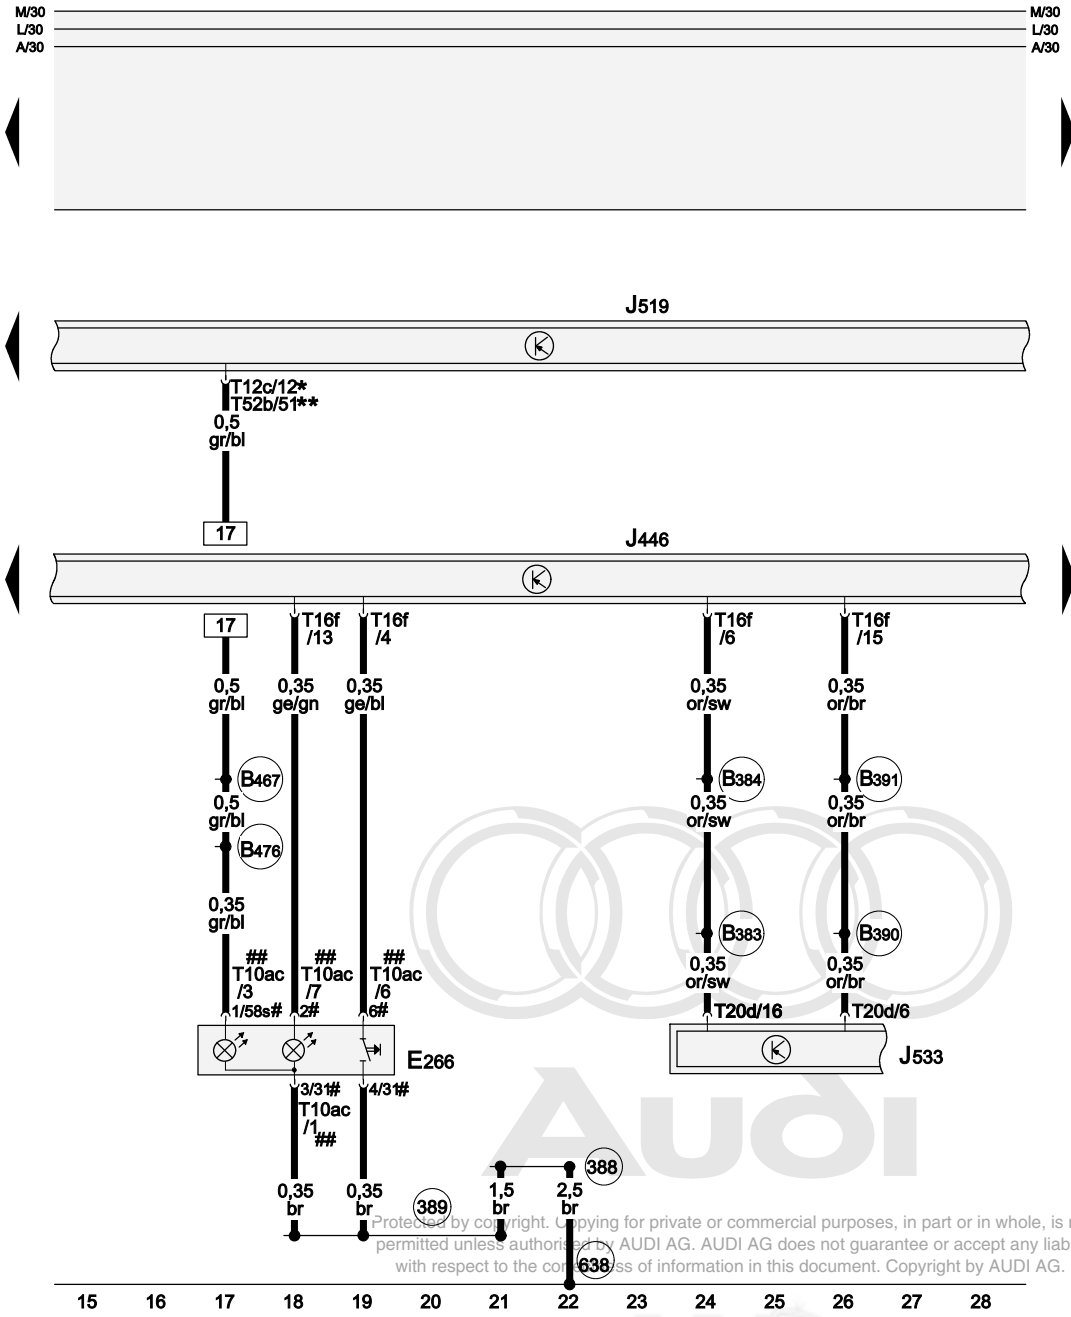 M/30 M/30
L/30 L/30
A/30 A/30
J519
T12c/12*
T52b/51**
0,5
gr/bl
17
J446
17 T16f /13 T16f /4 T16f /6 T16f /15
0,5 0,35 0,35 0,35 0,35
gr/bl ge/gn ge/bl or/sw or/br
B467 B384 B391
0,5 0,35 0,35
gr/bl or/sw or/br
B476
0,35
gr/bl
B383 B390
## ## ##
T10ac T10ac T10ac 0,35 0,35
/3 /7 /6 or/sw or/br
1/58s# 2# 6# T20d/16 T20d/6
E266 J533
3/31# 4/31#
T10ac
/1
##
AUDI
388
0,35 0,35 1,5 2,5
br br 389 br br
Protected by copyright. Copying for private or commercial purposes, in part or in whole, is
permitted unless authorised by AUDI AG. AUDI AG does not guarantee or accept any liab
with respect to the correctness of information in this document. Copyright by AUDI AG.
638
15 16 17 18 19 20 21 22 23 24 25 26 27 28